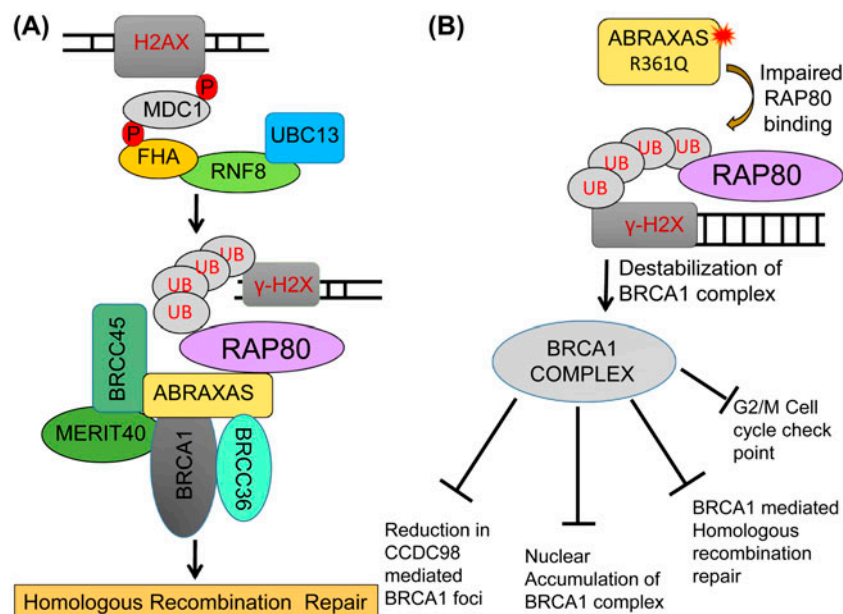 (A)
H2AX
P
MDC1
P
FHA
RNF8
UBC13
UB
UB
UB
UB
γ-H2X
RAP80
BRCC45
ABRAXAS
MERIT40
BRCA1
BRCC36
Homologous Recombination Repair
(B)
ABRAXAS
R361Q
Impaired
RAP80
binding
UB
UB
UB
UB
RAP80
γ-H2X
Destabilization of
BRCA1 complex
BRCA1
COMPLEX
G2/M Cell
cycle check
point
BRCA1 mediated
Homologous
recombination
repair
Nuclear
Accumulation of
BRCA1 complex
Reduction in
CCDC98
mediated
BRCA1 foci